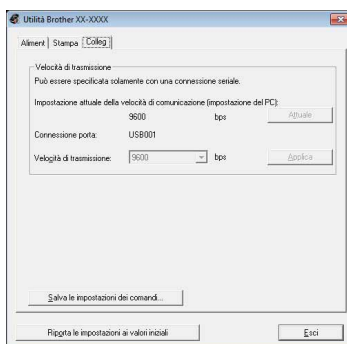 Utilità Brother XX-XXXX
Aliment Stampa Colleg
Velocità di trasmissione
Può essere specificata solamente con una connessione seriale.
Impostazione attuale della velocità di comunicazione (impostazione del PC):
9600 bps Attuale
Connessione porta: USB001
Velocità di trasmissione: 9600 bps Applica
Salva le impostazioni dei comandi...
Riporta le impostazioni ai valori iniziali Esci